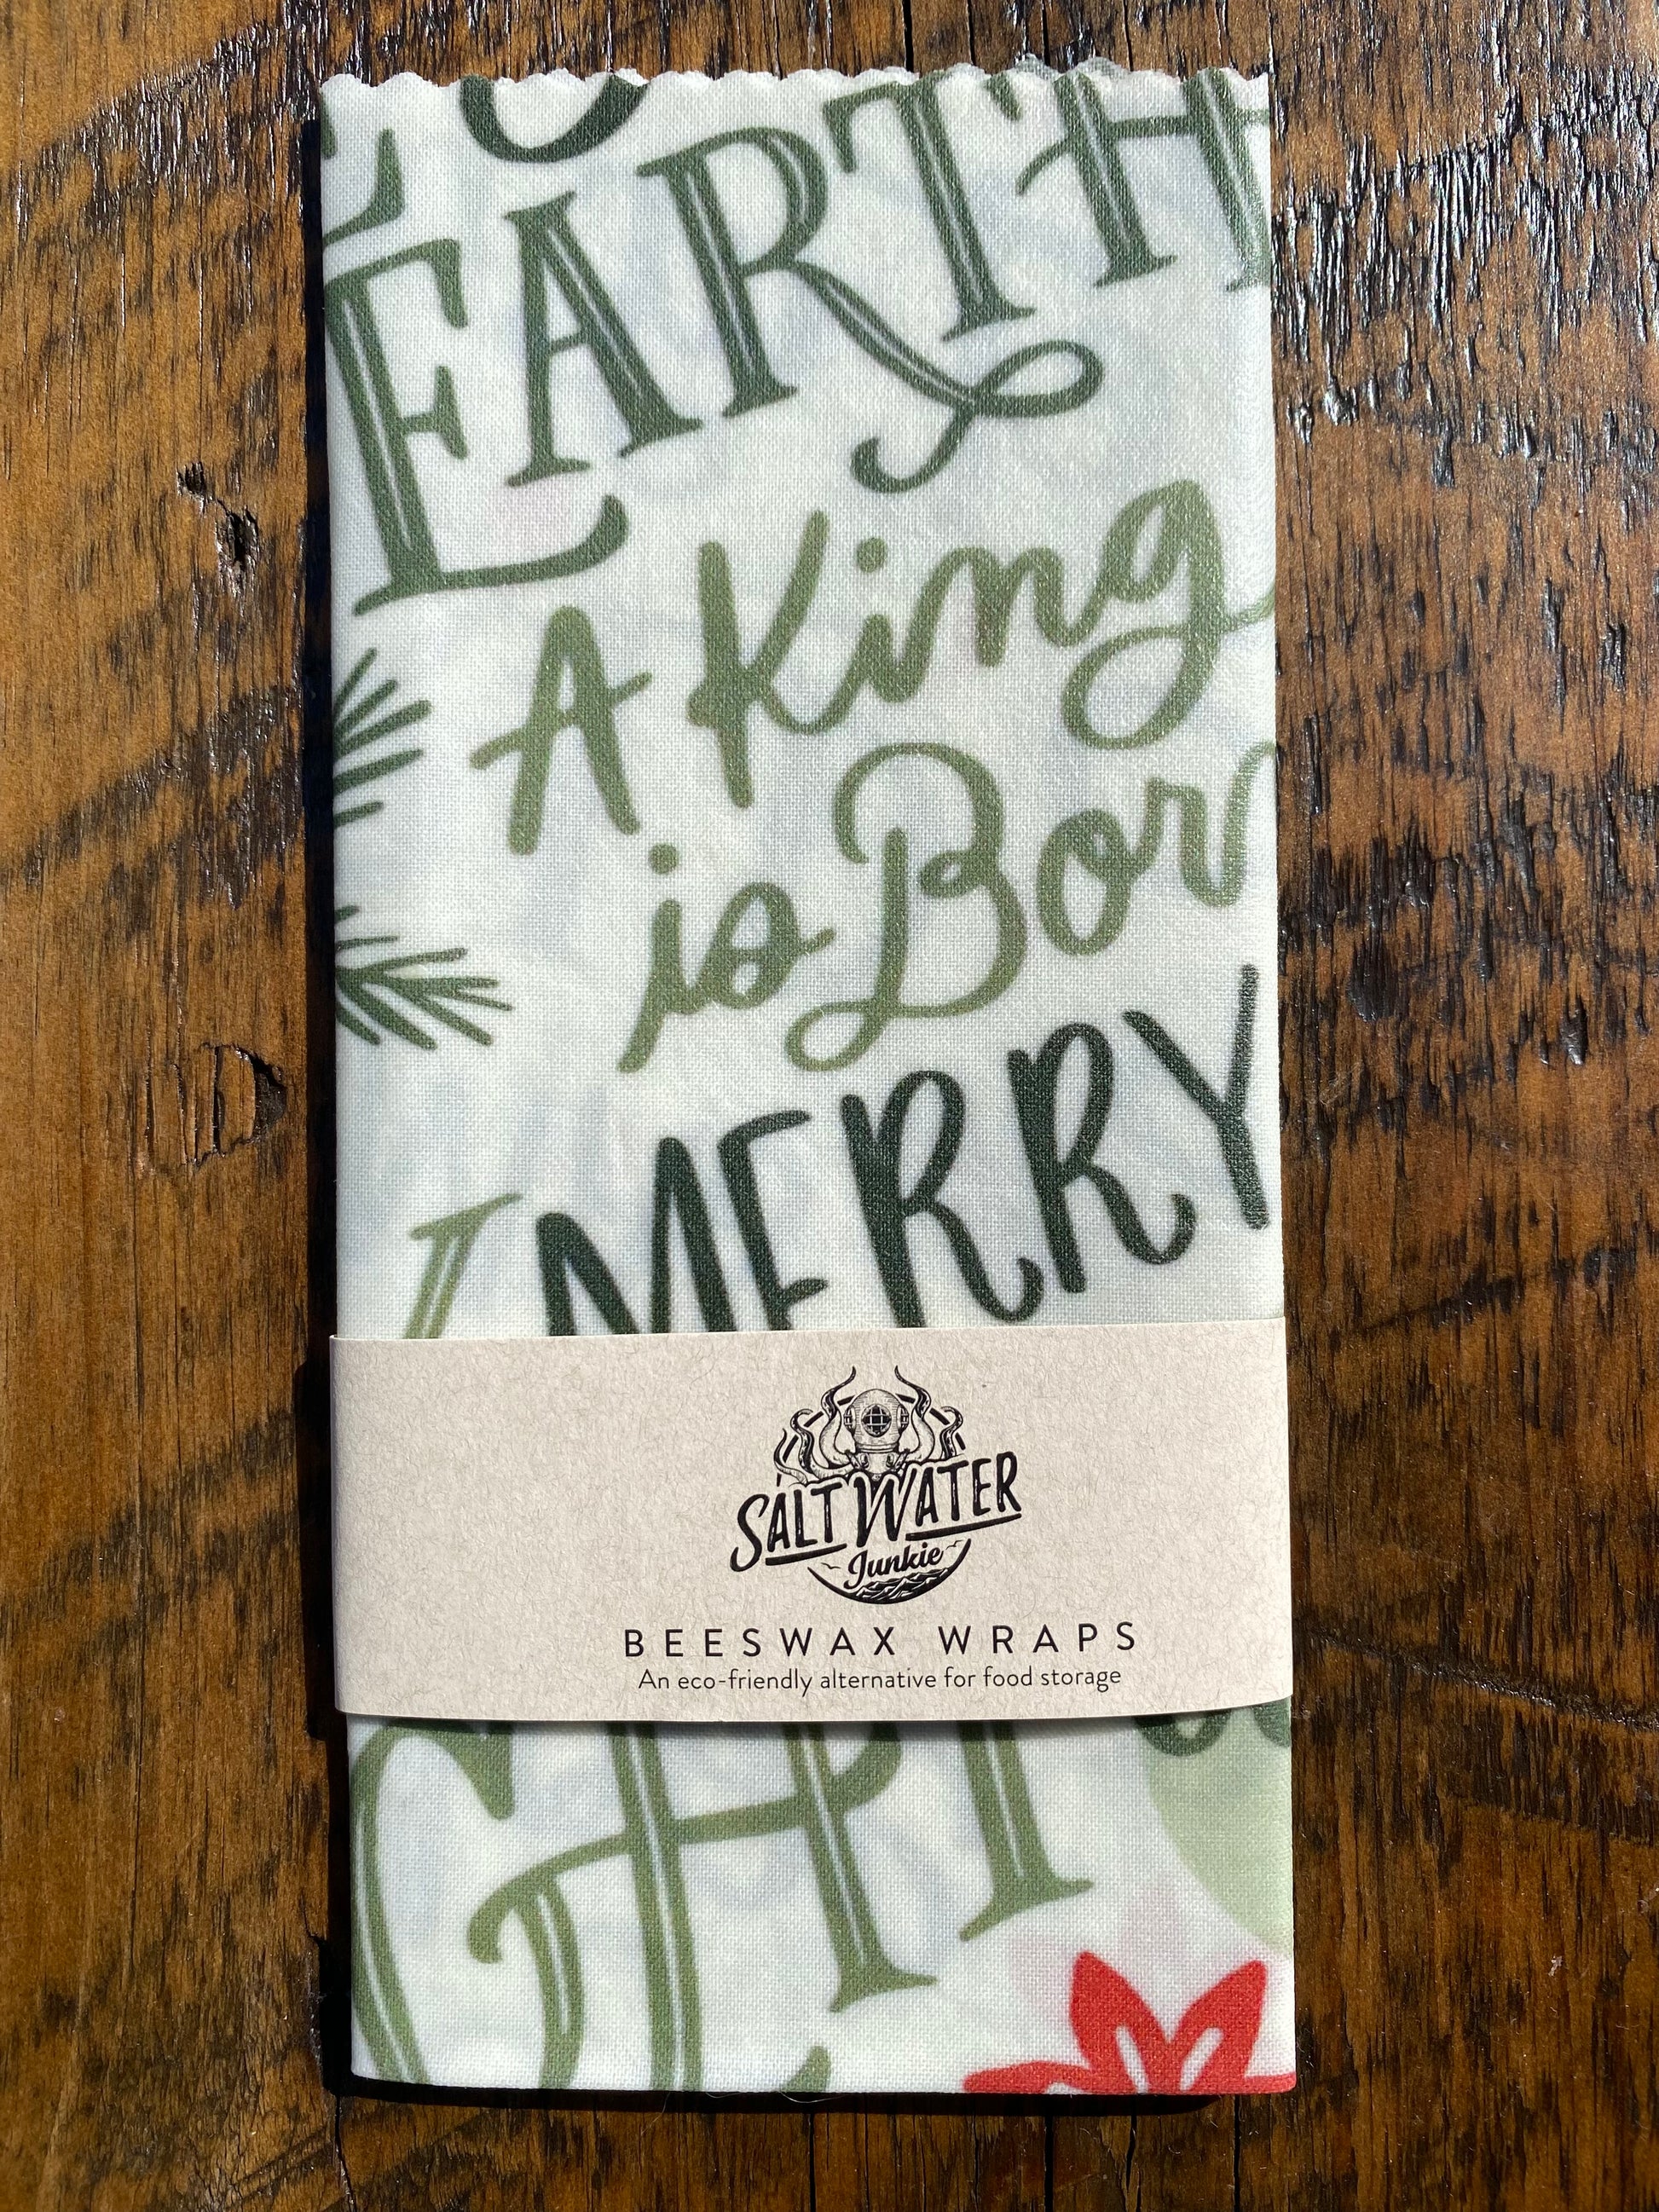 EARTH
A King
is Bor
MERRY
SALT WATER
Junkie
BEESWAX WRAPS
An eco-friendly alternative for food storage